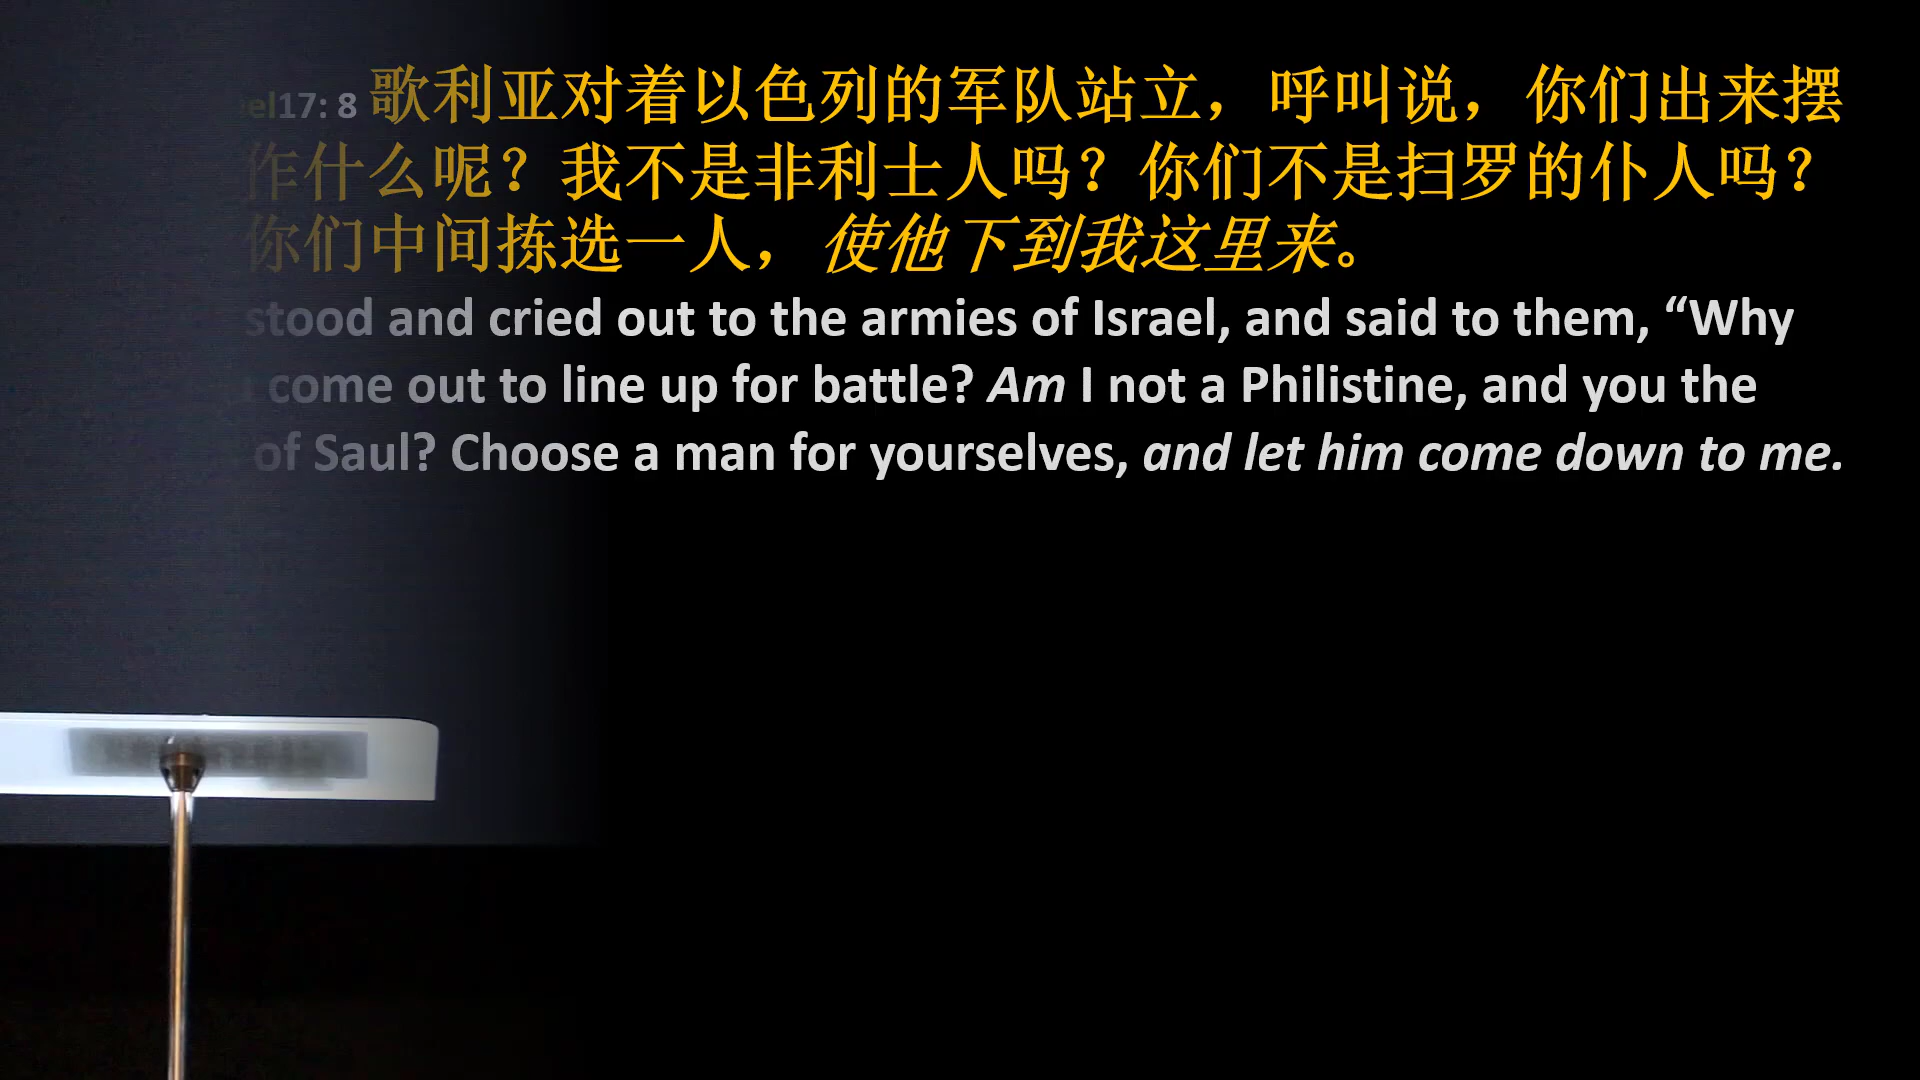 el17: 8 歌利亚对着以色列的军队站立，呼叫说，你们出来摆
作什么呢？我不是非利士人吗？你们不是扫罗的仆人吗？
你们中间拣选一人，使他下到我这里来。
stood and cried out to the armies of Israel, and said to them, “Why
come out to line up for battle? Am I not a Philistine, and you the
of Saul? Choose a man for yourselves, and let him come down to me.